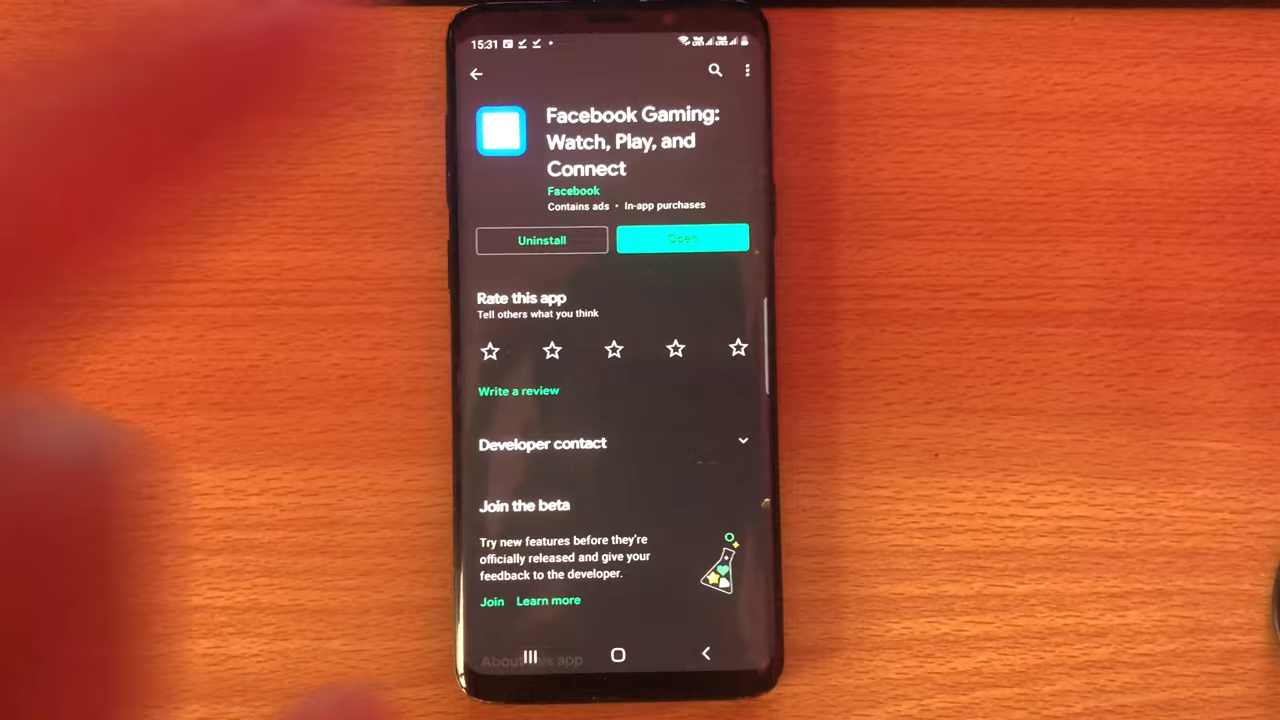 15:31
Facebook Gaming:
Watch, Play, and
Connect
Facebook
Contains ads • In-app purchases
Uninstall Open
Rate this app
Tell others what you think
Write a review
Developer contact
Join the beta
Try new features before they're
officially released and give your
feedback to the developer.
Join Learn more
About this app